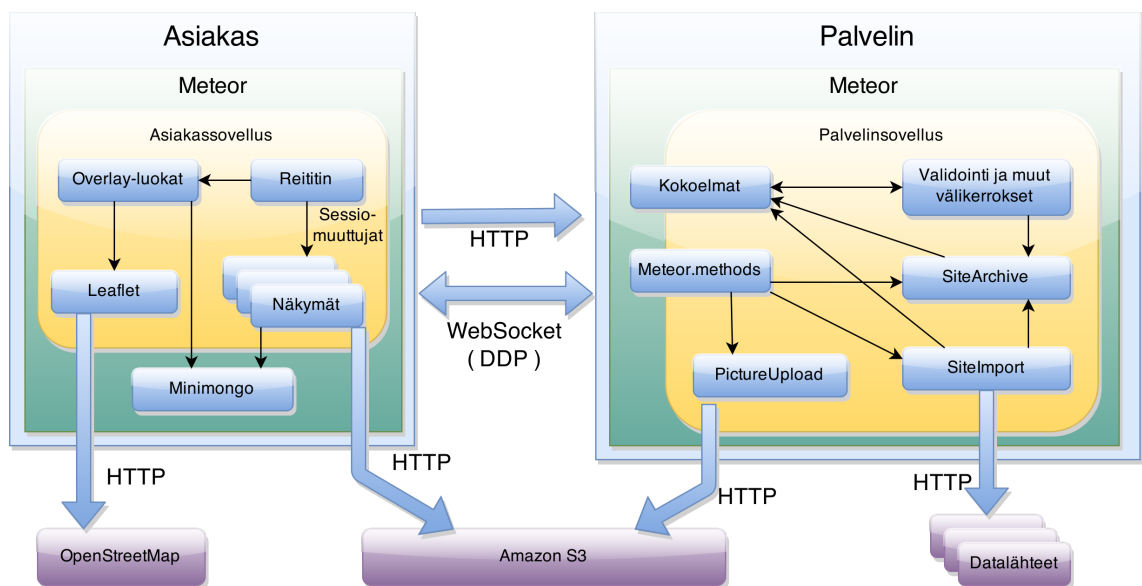 Asiakas
Meteor
Asiakassovellus
Overlay-luokat
Reititin
Sessio-
muuttujat
Leaflet
Näkymät
Minimongo
HTTP
WebSocket
( DDP )
Palvelin
Meteor
Palvelinsovellus
Kokoelmat
Validointi ja muut
välikerrokset
Meteor.methods
SiteArchive
PictureUpload
SiteImport
HTTP
HTTP
HTTP
HTTP
OpenStreetMap
Amazon S3
Datalähteet